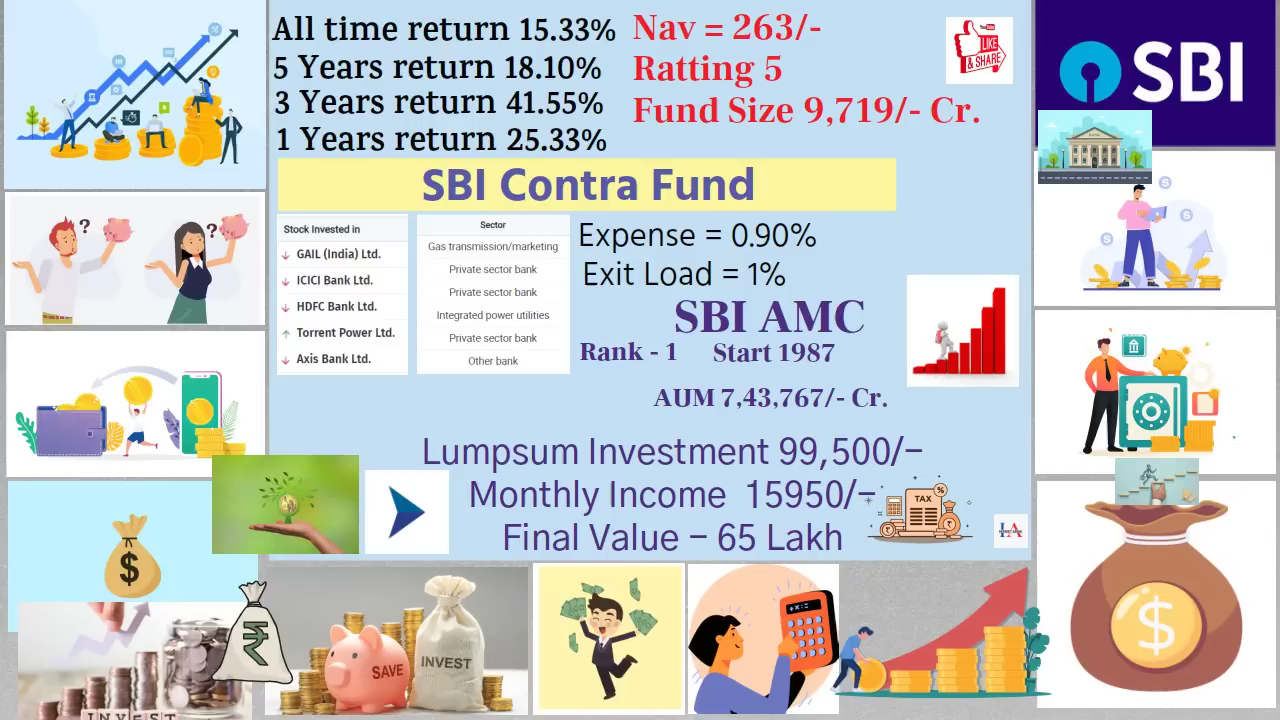 All time return 15.33%
5 Years return 18.10%
3 Years return 41.55%
1 Years return 25.33%
Nav = 263/-
Ratting 5
Fund Size 9,719/- Cr.
YouTube
LIKE
& SHARE
SBI
SBI Contra Fund
Stock Invested in
GAIL (India) Ltd.
ICICI Bank Ltd.
HDFC Bank Ltd.
Torrent Power Ltd.
Axis Bank Ltd.
Sector
Gas transmission/marketing
Private sector bank
Private sector bank
Integrated power utilities
Private sector bank
Other bank
Expense = 0.90%
Exit Load = 1%
SBI AMC
Rank - 1
Start 1987
AUM 7,43,767/- Cr.
Lumpsum Investment 99,500/-
Monthly Income 15950/-
Final Value - 65 Lakh
TAX
%
₹
₹
$
₹
SAVE
INVEST
INVEST
$